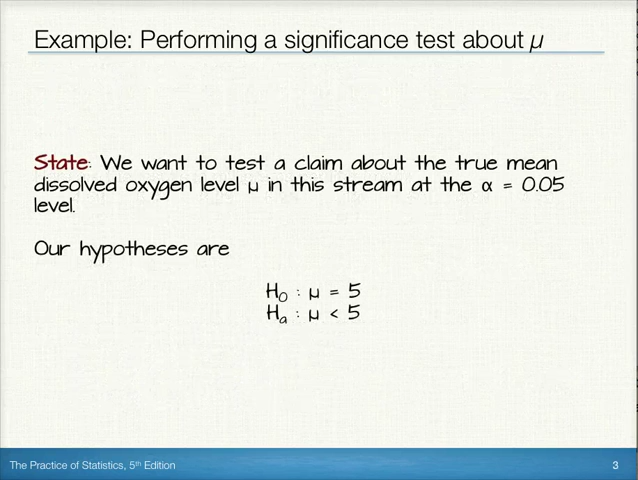 Example: Performing a significance test about µ
State: We want to test a claim about the true mean
dissolved oxygen level µ in this stream at the α = 0.05
level.
Our hypotheses are
H₀ : µ = 5
Hₐ : µ < 5
The Practice of Statistics, 5ᵗʰ Edition
3